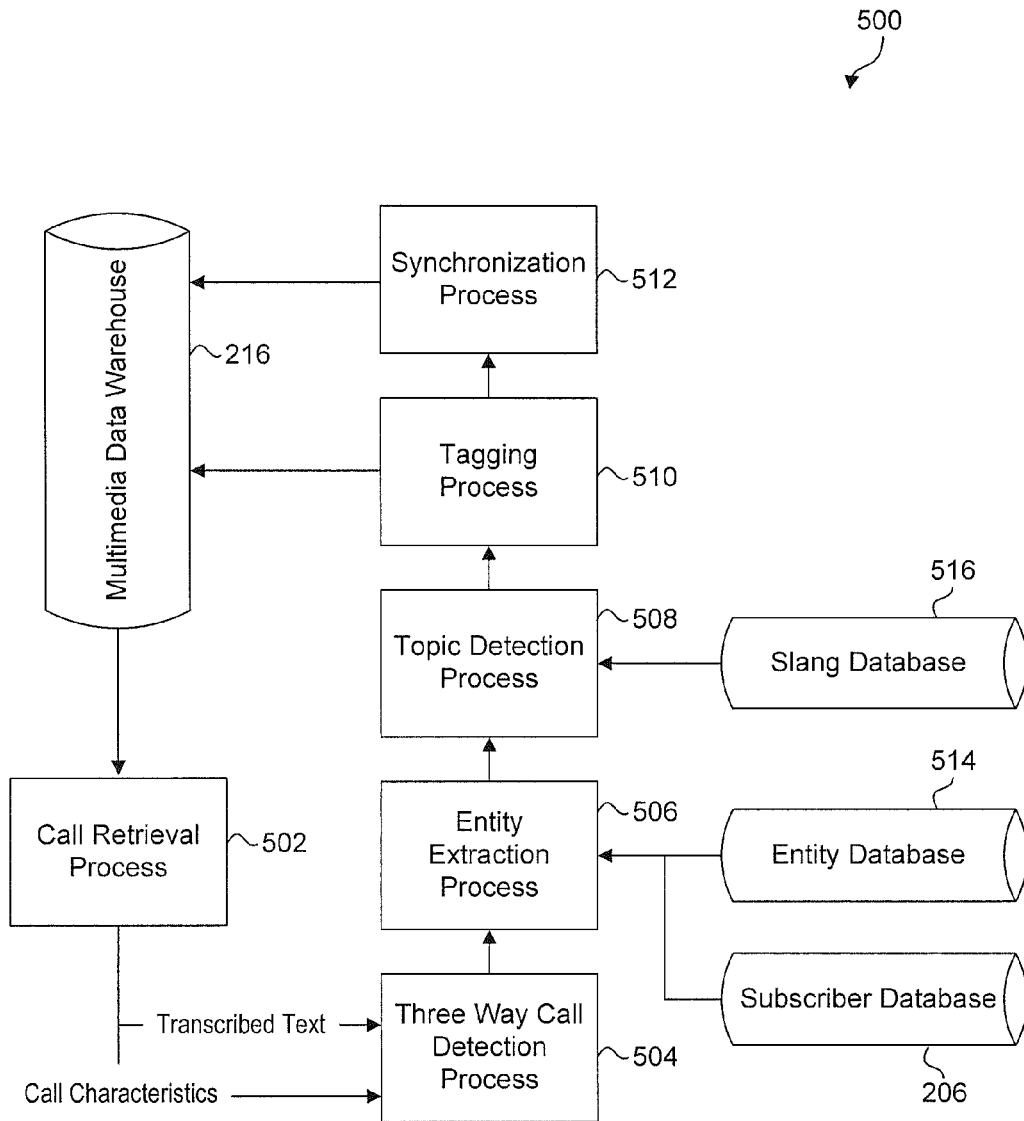 500
Synchronization
Process
512
Multimedia Data Warehouse
216
Tagging
Process
510
516
Topic Detection
Process
508
Slang Database
514
Call Retrieval
Process
502
Entity
Extraction
Process
506
Entity Database
Transcribed Text
Three Way Call
Detection
Process
504
Subscriber Database
Call Characteristics
206